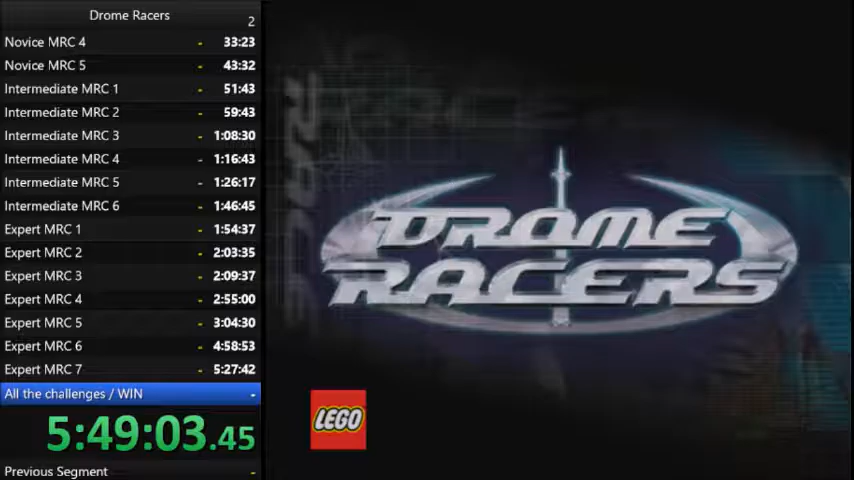 Drome Racers
2
Novice MRC 4 - 33:23
Novice MRC 5 - 43:32
Intermediate MRC 1 - 51:43
Intermediate MRC 2 - 59:43
Intermediate MRC 3 - 1:08:30
Intermediate MRC 4 - 1:16:43
Intermediate MRC 5 - 1:26:17
Intermediate MRC 6 - 1:46:45
Expert MRC 1 - 1:54:37
Expert MRC 2 - 2:03:35
Expert MRC 3 - 2:09:37
Expert MRC 4 - 2:55:00
Expert MRC 5 - 3:04:30
Expert MRC 6 - 4:58:53
Expert MRC 7 - 5:27:42
All the challenges / WIN -
5:49:03.45
Previous Segment -
DROME
RACERS
LEGO